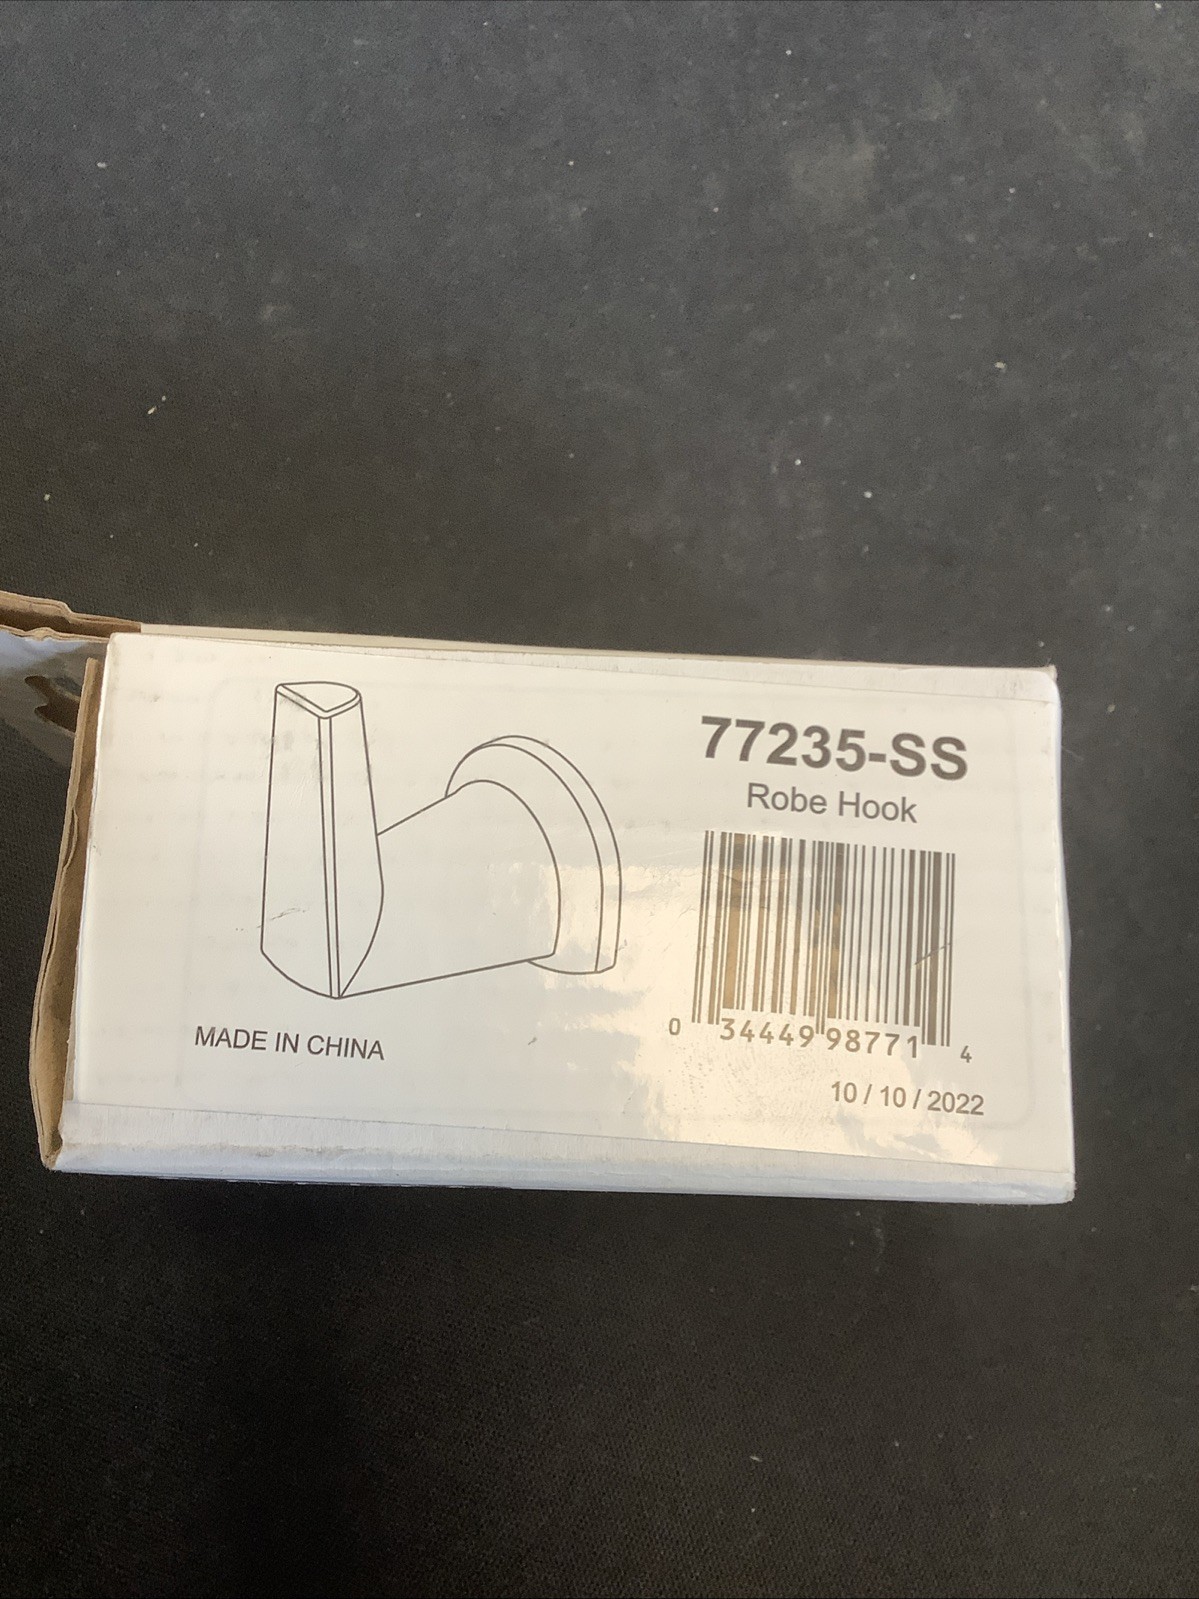 77235-SS
Robe Hook
0 34449 98771 4
MADE IN CHINA
10 / 10 / 2022